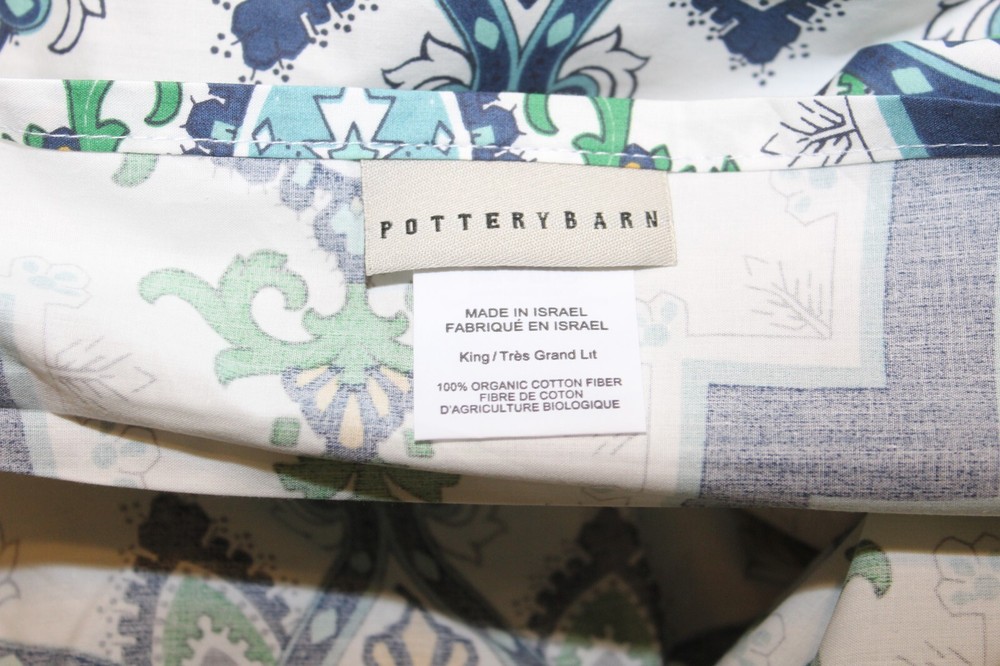 POTTERYBARN
MADE IN ISRAEL
FABRIQUÉ EN ISRAEL
King/Très Grand Lit
100% ORGANIC COTTON FIBER
FIBRE DE COTON
D'AGRICULTURE BIOLOGIQUE